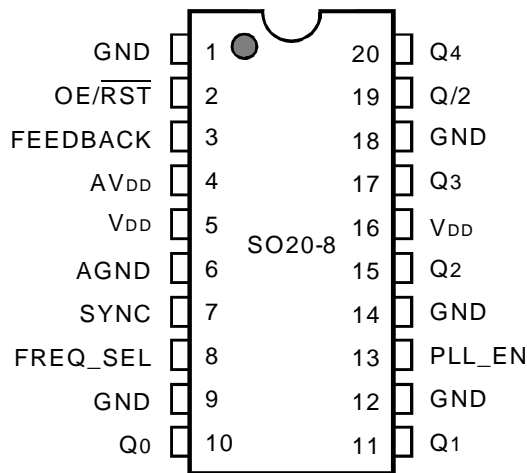 GND 1 20 Q4
OE/RST 2 19 Q/2
FEEDBACK 3 18 GND
AVDD 4 17 Q3
VDD 5 16 VDD
SO20-8
AGND 6 15 Q2
SYNC 7 14 GND
FREQ_SEL 8 13 PLL_EN
GND 9 12 GND
Q0 10 11 Q1